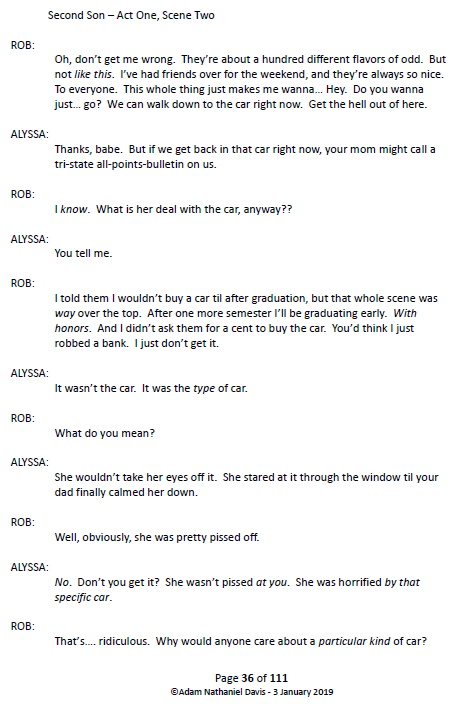 Second Son – Act One, Scene Two
ROB:
Oh, don't get me wrong.  They're about a hundred different flavors of odd.  But
not like this.  I've had friends over for the weekend, and they're always so nice.
To everyone.  This whole thing just makes me wanna... Hey.  Do you wanna
just... go?  We can walk down to the car right now.  Get the hell out of here.
ALYSSA:
Thanks, babe.  But if we get back in that car right now, your mom might call a
tri-state all-points-bulletin on us.
ROB:
I know.  What is her deal with the car, anyway??
ALYSSA:
You tell me.
ROB:
I told them I wouldn't buy a car til after graduation, but that whole scene was
way over the top.  After one more semester I'll be graduating early.  With
honors.  And I didn't ask them for a cent to buy the car.  You'd think I just
robbed a bank.  I just don't get it.
ALYSSA:
It wasn't the car.  It was the type of car.
ROB:
What do you mean?
ALYSSA:
She wouldn't take her eyes off it.  She stared at it through the window til your
dad finally calmed her down.
ROB:
Well, obviously, she was pretty pissed off.
ALYSSA:
No.  Don't you get it?  She wasn't pissed at you.  She was horrified by that
specific car.
ROB:
That's.... ridiculous.  Why would anyone care about a particular kind of car?
Page 36 of 111
©Adam Nathaniel Davis - 3 January 2019